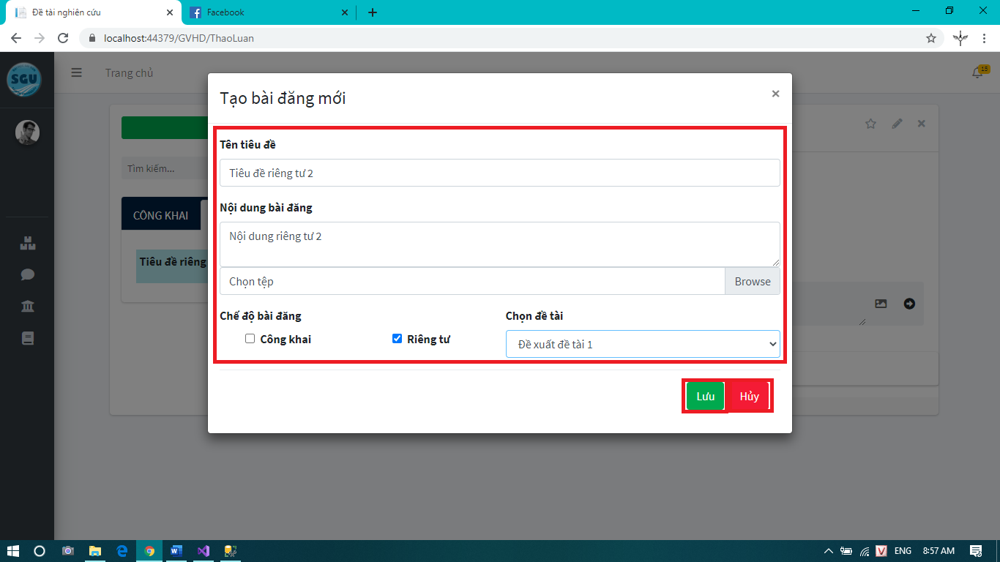 Đề tài nghiên cứu
Facebook
localhost:44379/GVHD/ThaoLuan
SGU
Trang chủ
15
Tạo bài đăng mới
Tên tiêu đề
Tiêu đề riêng tư 2
Tìm kiếm...
Nội dung bài đăng
CÔNG KHAI
Nội dung riêng tư 2
Tiêu đề riêng
Chọn tệp
Browse
Chế độ bài đăng
Chọn đề tài
Công khai
Riêng tư
Đề xuất đề tài 1
Lưu
Hủy
ENG
8:57 AM